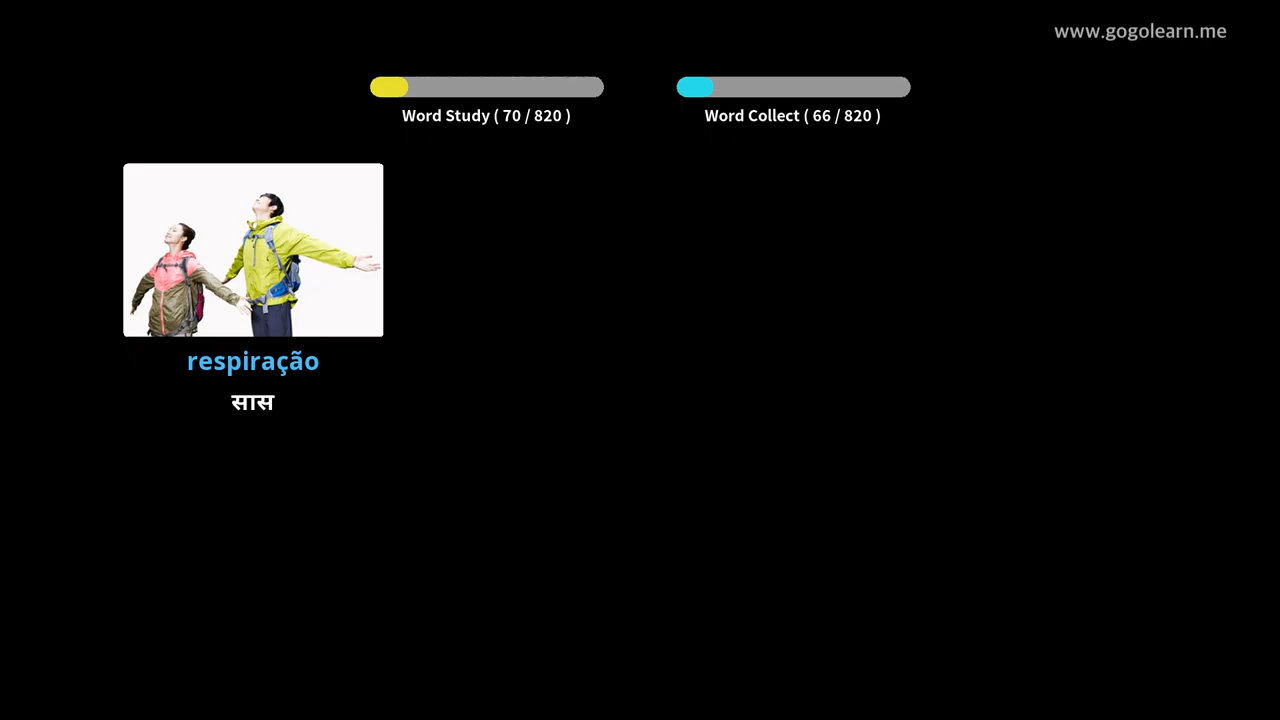 www.gogolearn.me
Word Study ( 70 / 820 )
Word Collect ( 66 / 820 )
respiração
सास